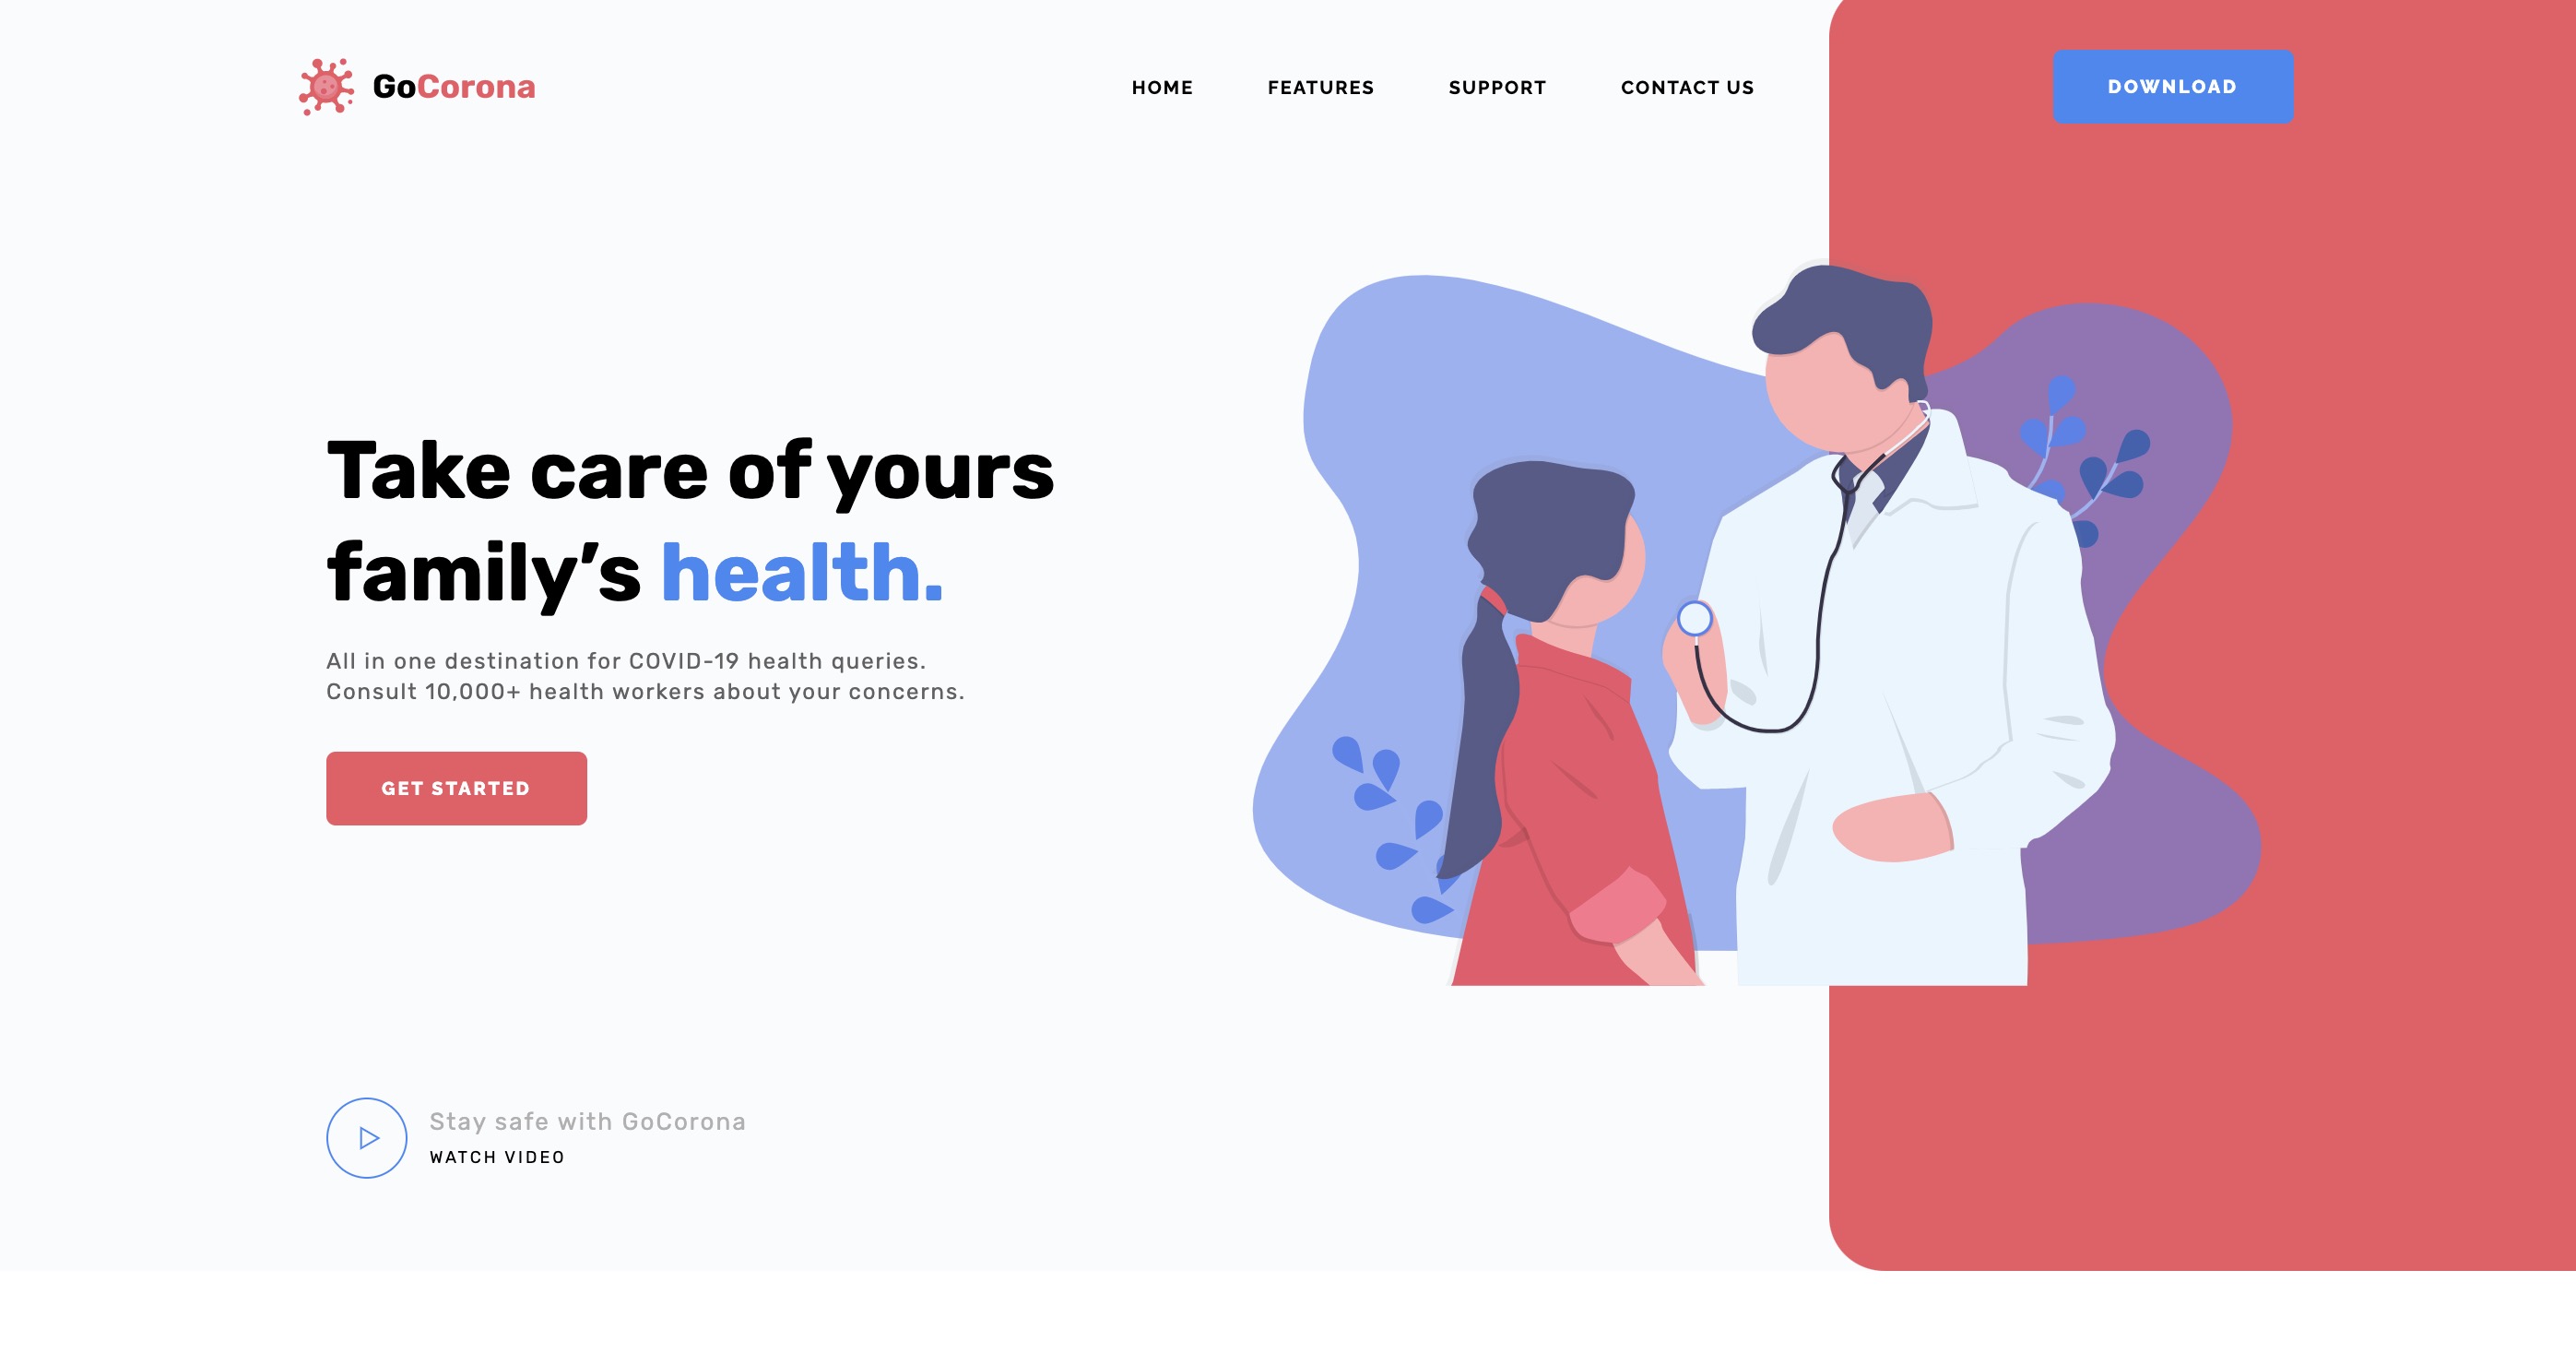 GoCorona
HOME FEATURES SUPPORT CONTACT US
DOWNLOAD
Take care of yours
family’s health.
All in one destination for COVID-19 health queries.
Consult 10,000+ health workers about your concerns.
GET STARTED
Stay safe with GoCorona
WATCH VIDEO